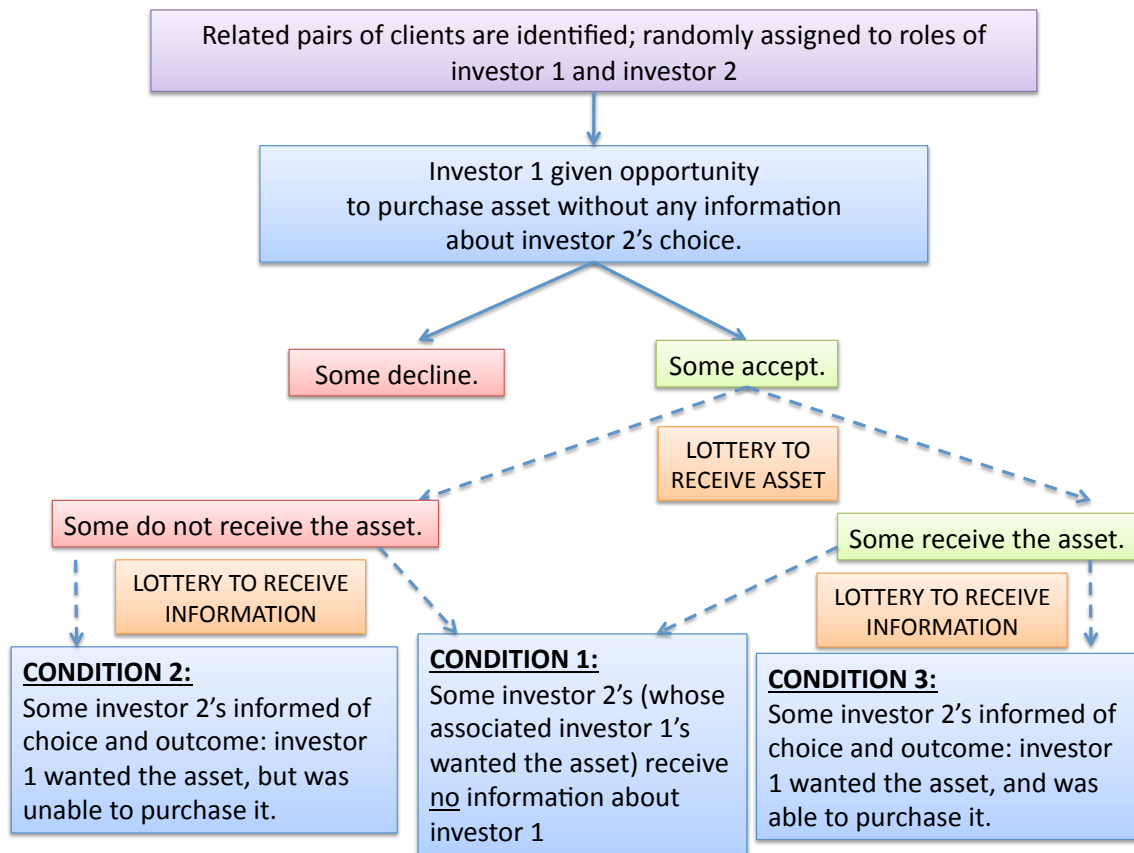 Related pairs of clients are identified; randomly assigned to roles of
investor 1 and investor 2
Investor 1 given opportunity
to purchase asset without any information
about investor 2's choice.
Some decline.
Some accept.
LOTTERY TO
RECEIVE ASSET
Some do not receive the asset.
Some receive the asset.
LOTTERY TO RECEIVE
INFORMATION
LOTTERY TO RECEIVE
INFORMATION
CONDITION 2:
Some investor 2's informed of
choice and outcome: investor
1 wanted the asset, but was
unable to purchase it.
CONDITION 1:
Some investor 2's (whose
associated investor 1's
wanted the asset) receive
no information about
investor 1
CONDITION 3:
Some investor 2's informed of
choice and outcome: investor
1 wanted the asset, and was
able to purchase it.